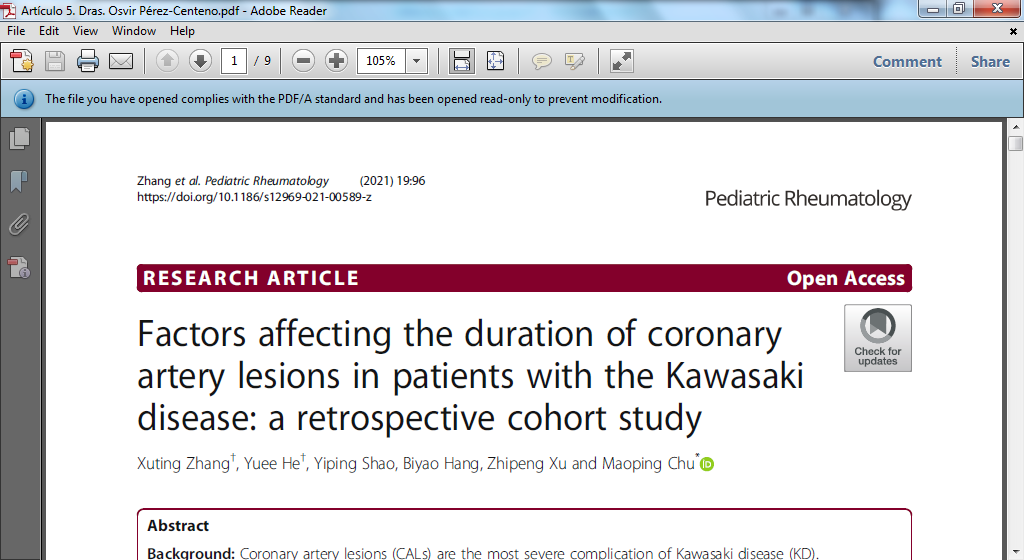 Artículo 5. Dras. Osvir Pérez-Centeno.pdf - Adobe Reader
File Edit View Window Help
1 / 9 105% Comment Share
The file you have opened complies with the PDF/A standard and has been opened read-only to prevent modification.
Zhang et al. Pediatric Rheumatology (2021) 19:96
https://doi.org/10.1186/s12969-021-00589-z
Pediatric Rheumatology
RESEARCH ARTICLE Open Access
Factors affecting the duration of coronary
artery lesions in patients with the Kawasaki
disease: a retrospective cohort study
Check for
updates
Xuting Zhang†, Yuee He†, Yiping Shao, Biyao Hang, Zhipeng Xu and Maoping Chu* iD
Abstract
Background: Coronary artery lesions (CALs) are the most severe complication of Kawasaki disease (KD).